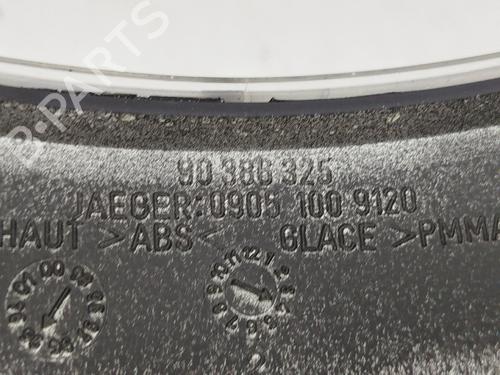 B-PARTS
90 386 325
JAEGER: 0905 100 9120
HAUT >ABS< GLACE >PMMA